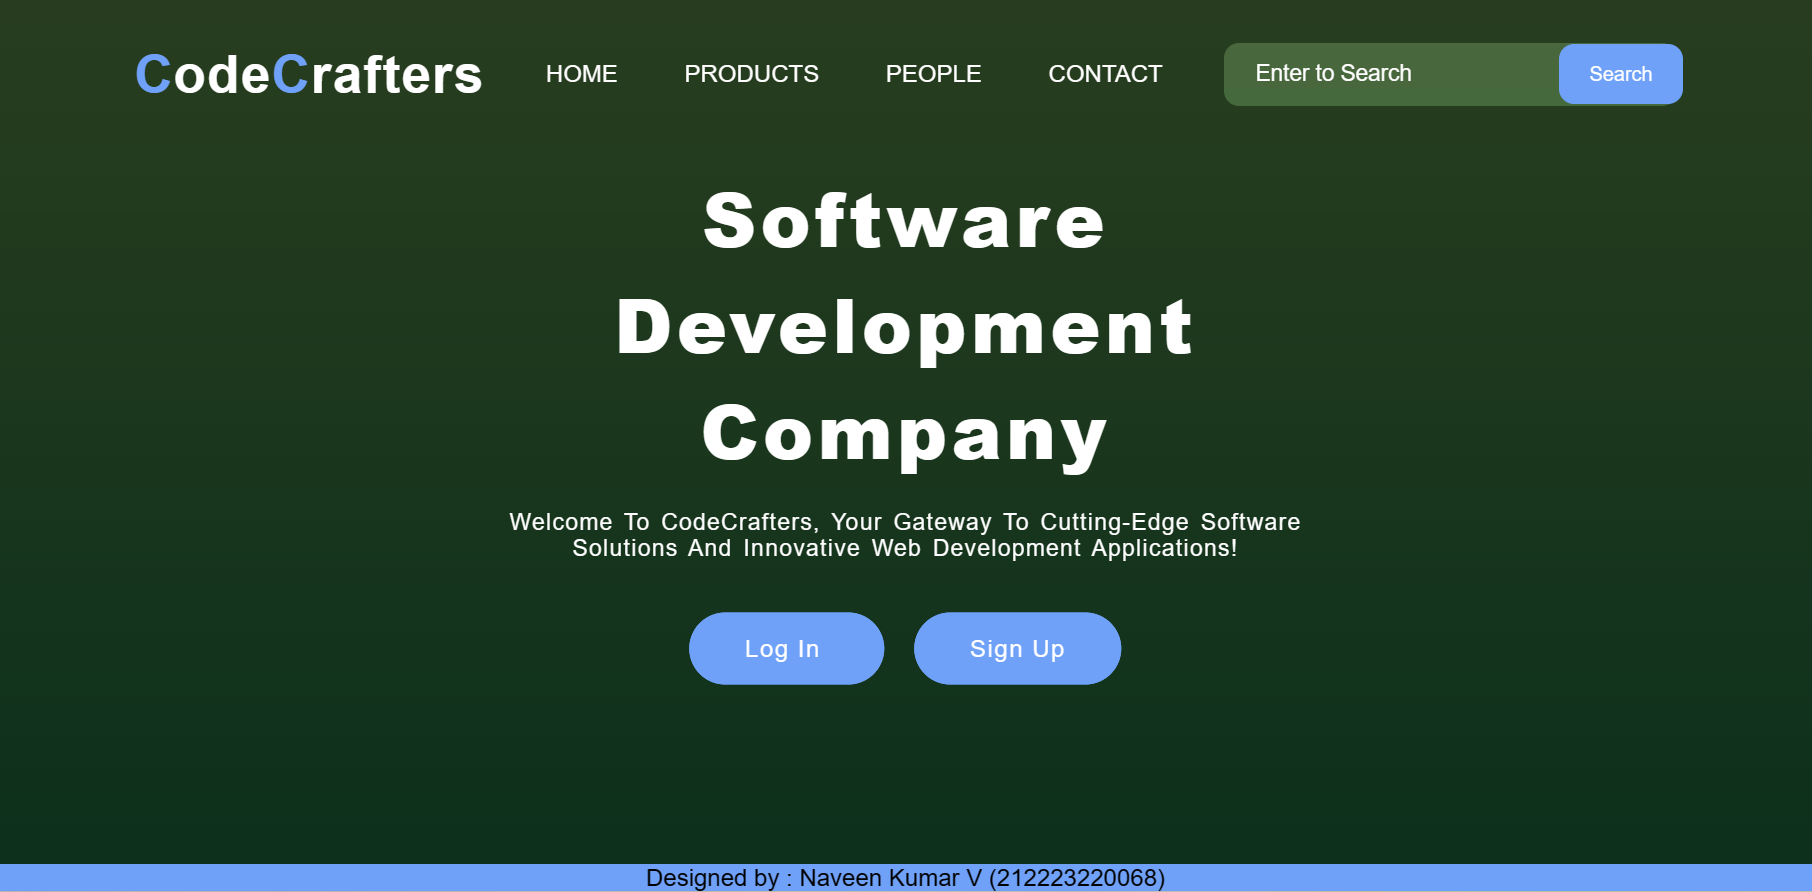 CodeCrafters HOME PRODUCTS PEOPLE CONTACT Enter to Search Search
Software
Development
Company
Welcome To CodeCrafters, Your Gateway To Cutting-Edge Software
Solutions And Innovative Web Development Applications!
Log In Sign Up
Designed by : Naveen Kumar V (212223220068)